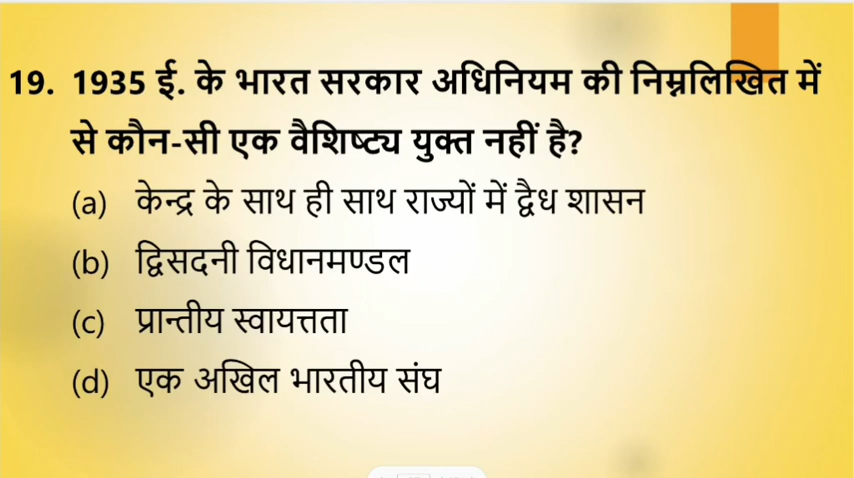 19. 1935 ई. के भारत सरकार अधिनियम की निम्नलिखित में
से कौन-सी एक वैशिष्ट्य युक्त नहीं है?
(a) केन्द्र के साथ ही साथ राज्यों में द्वैध शासन
(b) द्विसदनी विधानमण्डल
(c) प्रान्तीय स्वायत्तता
(d) एक अखिल भारतीय संघ